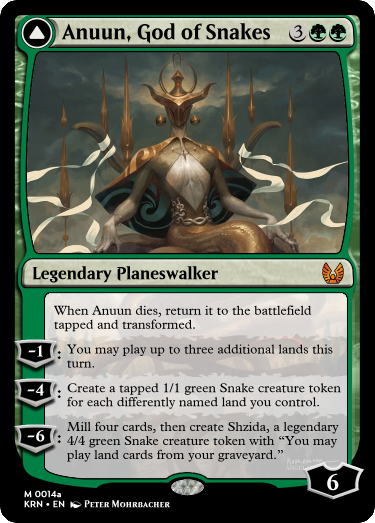 Anuun, God of Snakes 3
Legendary Planeswalker
When Anuun dies, return it to the battlefield
tapped and transformed.
-1: You may play up to three additional lands this
turn.
-4: Create a tapped 1/1 green Snake creature token
for each differently named land you control.
-6: Mill four cards, then create Shzida, a legendary
4/4 green Snake creature token with “You may
play land cards from your graveyard.”
6
M 0014a
KRN • EN Peter Mohrbacher